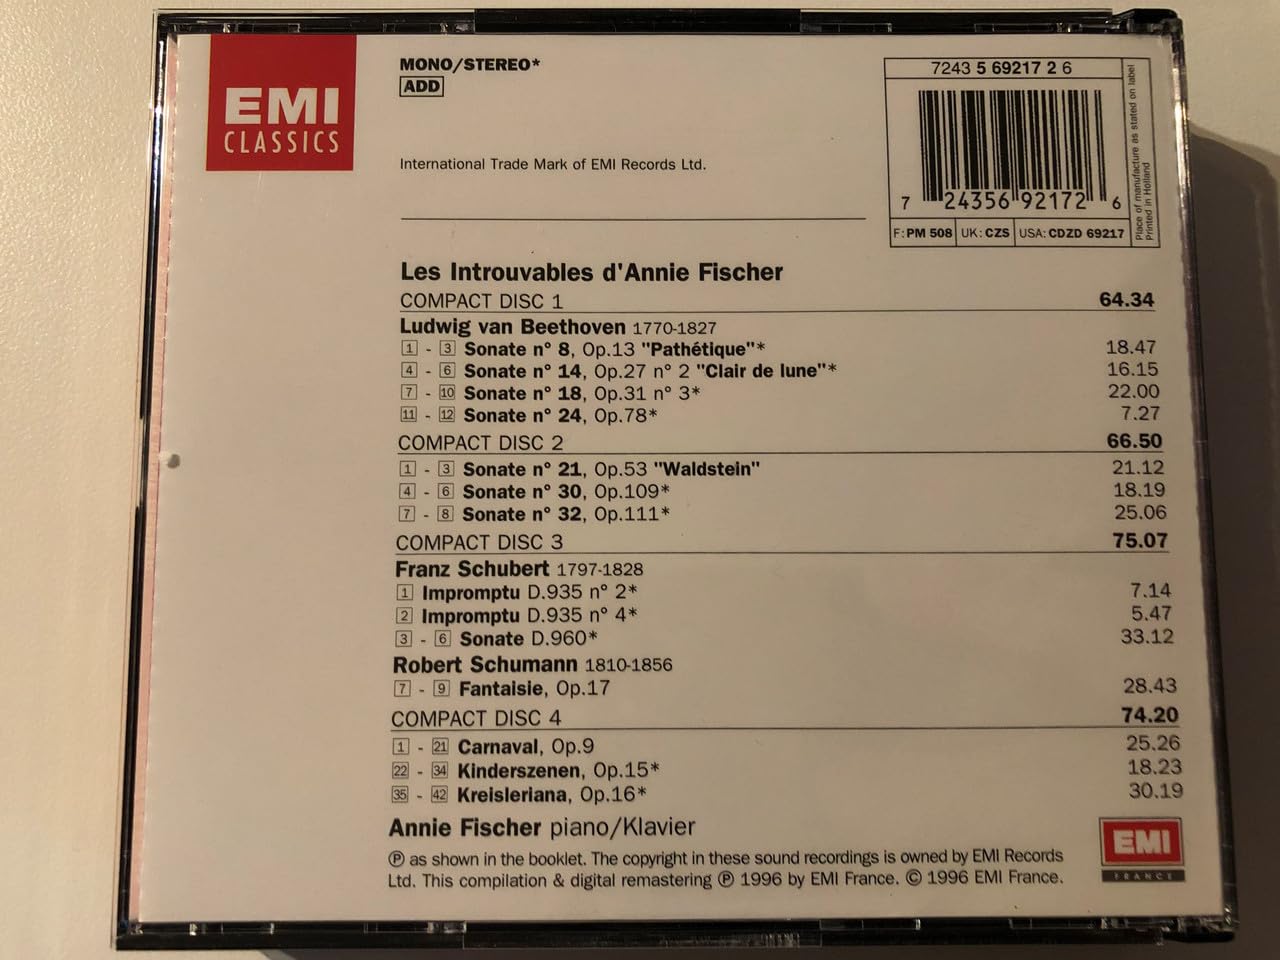 EMI
CLASSICS
MONO/STEREO*
ADD
International Trade Mark of EMI Records Ltd.
7243 5 69217 2 6
7 24356 92172 6
F: PM 508 UK: CZS USA: CDZD 69217
Place of manufacture as stated on label
Printed in Holland
Les Introuvables d'Annie Fischer
COMPACT DISC 1 64.34
Ludwig van Beethoven 1770-1827
1 - 3 Sonate n° 8, Op.13 "Pathétique"* 18.47
4 - 6 Sonate n° 14, Op.27 n° 2 "Clair de lune"* 16.15
7 - 10 Sonate n° 18, Op.31 n° 3* 22.00
11 - 12 Sonate n° 24, Op.78* 7.27
COMPACT DISC 2 66.50
1 - 3 Sonate n° 21, Op.53 "Waldstein" 21.12
4 - 6 Sonate n° 30, Op.109* 18.19
7 - 8 Sonate n° 32, Op.111* 25.06
COMPACT DISC 3 75.07
Franz Schubert 1797-1828
1 Impromptu D.935 n° 2* 7.14
2 Impromptu D.935 n° 4* 5.47
3 - 6 Sonate D.960* 33.12
Robert Schumann 1810-1856
7 - 9 Fantaisie, Op.17 28.43
COMPACT DISC 4 74.20
1 - 21 Carnaval, Op.9 25.26
22 - 34 Kinderszenen, Op.15* 18.23
35 - 42 Kreisleriana, Op.16* 30.19
Annie Fischer piano/Klavier
℗ as shown in the booklet. The copyright in these sound recordings is owned by EMI Records
Ltd. This compilation & digital remastering ℗ 1996 by EMI France. © 1996 EMI France.
EMI
FRANCE